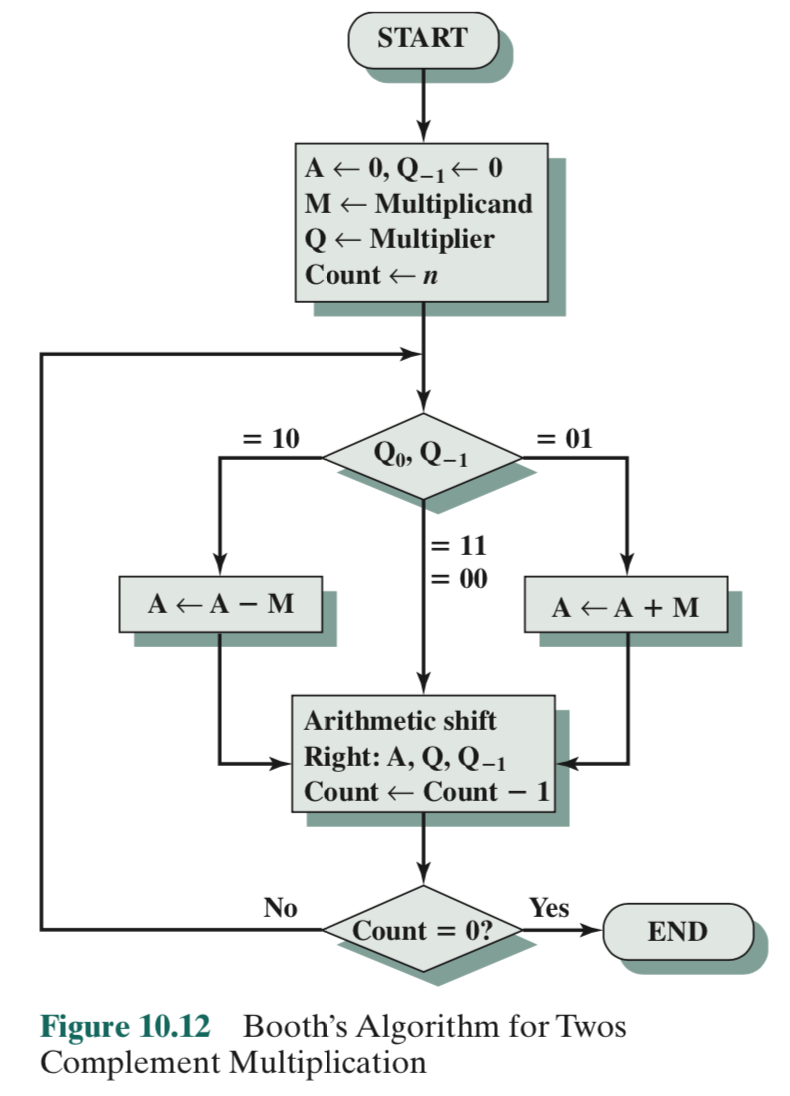 START
A ← 0, Q₋₁ ← 0
M ← Multiplicand
Q ← Multiplier
Count ← n
= 10
Q₀, Q₋₁
= 01
= 11
= 00
A ← A − M
A ← A + M
Arithmetic shift
Right: A, Q, Q₋₁
Count ← Count − 1
No
Count = 0?
Yes
END
Figure 10.12 Booth’s Algorithm for Twos
Complement Multiplication